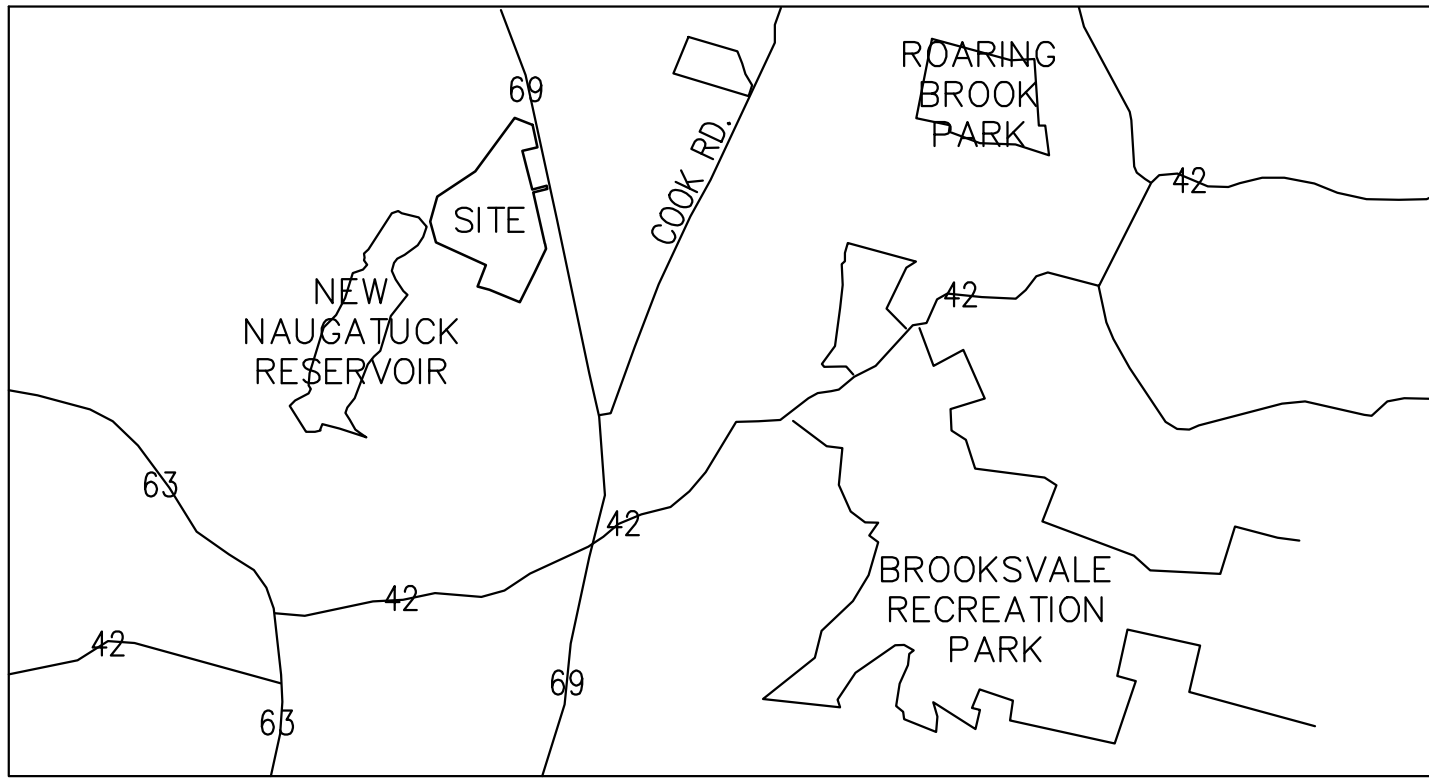 ROARING
BROOK
PARK
69
COOK RD.
42
SITE
NEW
NAUGATUCK
RESERVOIR
42
63
42
BROOKSVALE
RECREATION
PARK
42
42
69
63